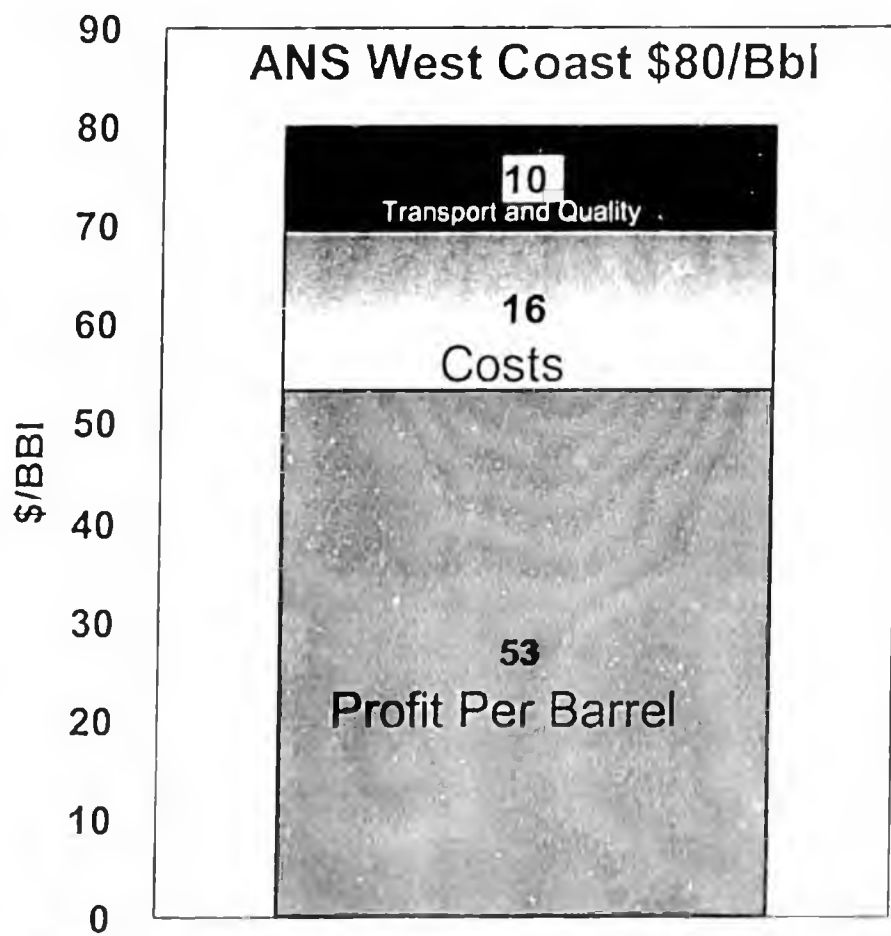 ANS West Coast $80/Bbl
90
80
70
60
50
40
30
20
10
0
$/BBl
10
Transport and Quality
16
Costs
53
Profit Per Barrel